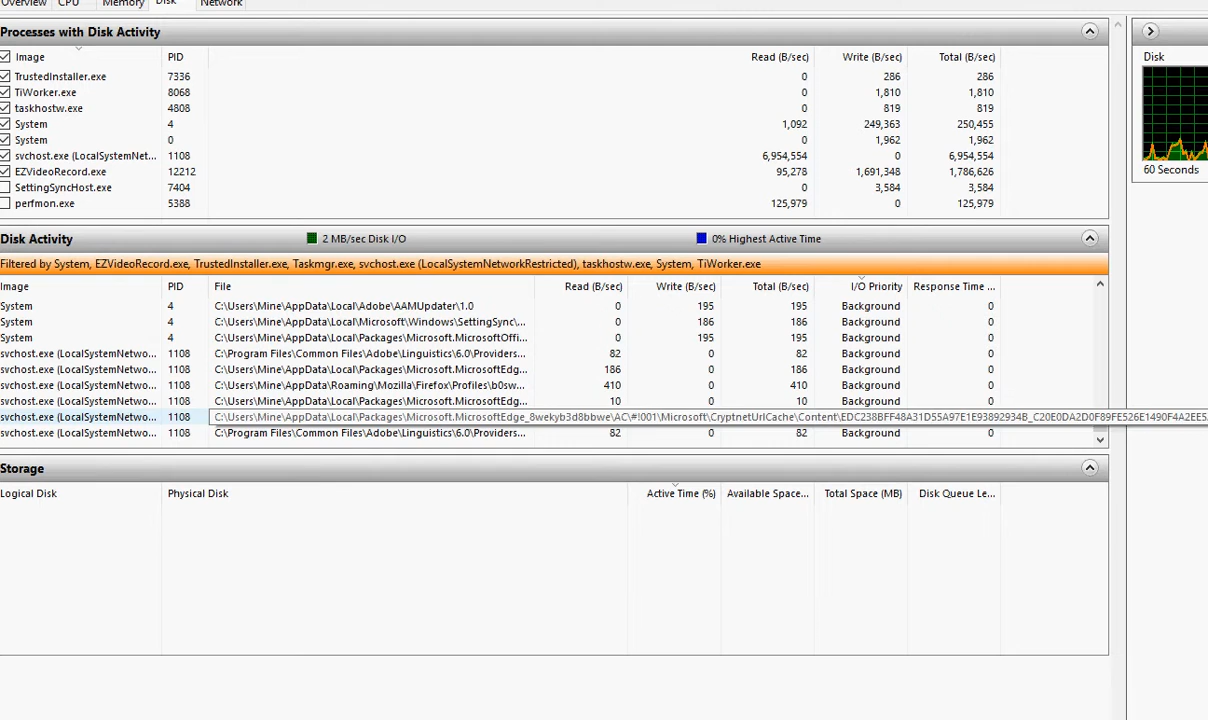 Overview CPU Memory Disk Network
Processes with Disk Activity
Image PID Read (B/sec) Write (B/sec) Total (B/sec)
TrustedInstaller.exe 7336 0 286 286
TiWorker.exe 8068 0 1,810 1,810
taskhostw.exe 4808 0 819 819
System 4 1,092 249,363 250,455
System 0 0 1,962 1,962
svchost.exe (LocalSystemNet... 1108 6,954,554 0 6,954,554
EZVideoRecord.exe 12212 95,278 1,691,348 1,786,626
SettingSyncHost.exe 7404 0 3,584 3,584
perfmon.exe 5388 125,979 0 125,979
Disk
60 Seconds
Disk Activity 2 MB/sec Disk I/O 0% Highest Active Time
Filtered by System, EZVideoRecord.exe, TrustedInstaller.exe, Taskmgr.exe, svchost.exe (LocalSystemNetworkRestricted), taskhostw.exe, System, TiWorker.exe
Image PID File Read (B/sec) Write (B/sec) Total (B/sec) I/O Priority Response Time ...
System 4 C:\Users\Mine\AppData\Local\Adobe\AAMUpdater\1.0 0 195 195 Background 0
System 4 C:\Users\Mine\AppData\Local\Microsoft\Windows\SettingSync\... 0 186 186 Background 0
System 4 C:\Users\Mine\AppData\Local\Packages\Microsoft.MicrosoftOffi... 0 195 195 Background 0
svchost.exe (LocalSystemNetwo... 1108 C:\Program Files\Common Files\Adobe\Linguistics\6.0\Providers... 82 0 82 Background 0
svchost.exe (LocalSystemNetwo... 1108 C:\Users\Mine\AppData\Local\Packages\Microsoft.MicrosoftEdg... 186 0 186 Background 0
svchost.exe (LocalSystemNetwo... 1108 C:\Users\Mine\AppData\Roaming\Mozilla\Firefox\Profiles\b0sw... 410 0 410 Background 0
svchost.exe (LocalSystemNetwo... 1108 C:\Users\Mine\AppData\Local\Packages\Microsoft.MicrosoftEdg... 10 0 10 Background 0
svchost.exe (LocalSystemNetwo... 1108 C:\Users\Mine\AppData\Local\Packages\Microsoft.MicrosoftEdge_8wekyb3d8bbwe\AC\#!001\Microsoft\CryptnetUrlCache\Content\EDC238BFF48A31D55A97E1E93892934B_C20E0DA2D0F89FE526E1490F4A2EE5
svchost.exe (LocalSystemNetwo... 1108 C:\Program Files\Common Files\Adobe\Linguistics\6.0\Providers... 82 0 82 Background 0
Storage
Logical Disk Physical Disk Active Time (%) Available Space... Total Space (MB) Disk Queue Le...